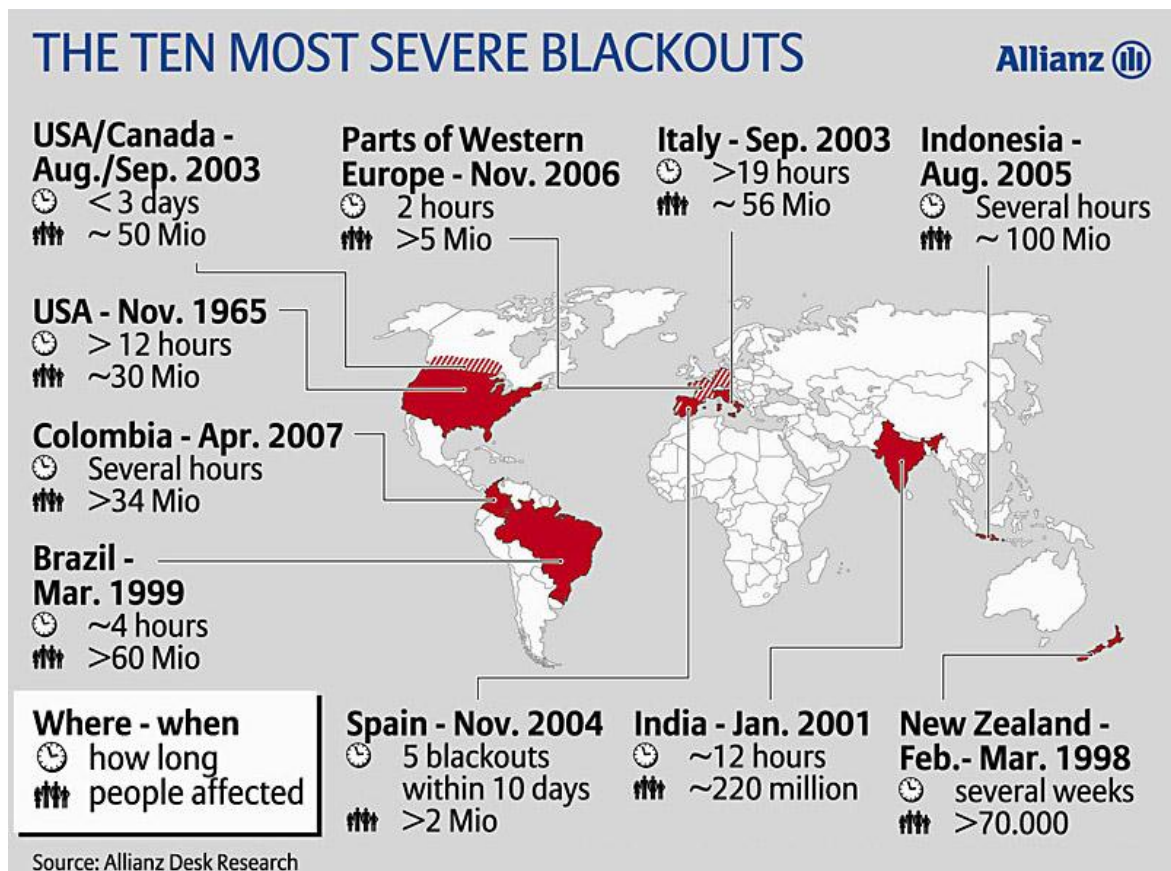 THE TEN MOST SEVERE BLACKOUTS
Allianz
USA/Canada -
Aug./Sep. 2003
< 3 days
~ 50 Mio
Parts of Western
Europe - Nov. 2006
2 hours
>5 Mio
Italy - Sep. 2003
>19 hours
~ 56 Mio
Indonesia -
Aug. 2005
Several hours
~ 100 Mio
USA - Nov. 1965
> 12 hours
~30 Mio
Colombia - Apr. 2007
Several hours
>34 Mio
Brazil -
Mar. 1999
~4 hours
>60 Mio
Where - when
how long
people affected
Spain - Nov. 2004
5 blackouts
within 10 days
>2 Mio
India - Jan. 2001
~12 hours
~220 million
New Zealand -
Feb.- Mar. 1998
several weeks
>70.000
Source: Allianz Desk Research